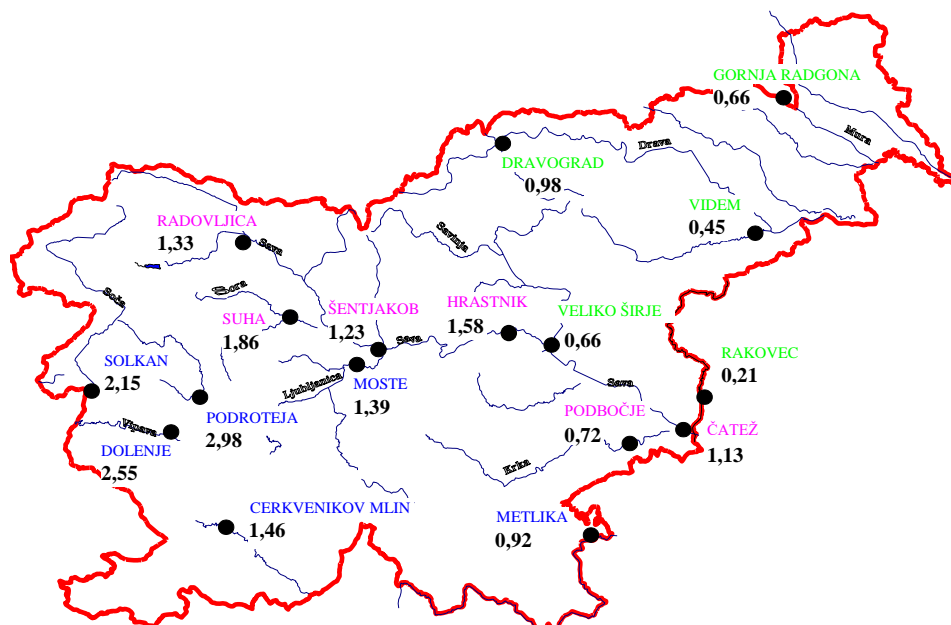 GORNJA RADGONA
0,66
Mura
Drava
DRAVOGRAD
0,98
VIDEM
0,45
RADOVLJICA
1,33
Sava
Savinja
Soča
Sora
SUHA
1,86
ŠENTJAKOB
1,23
Sava
HRASTNIK
1,58
VELIKO ŠIRJE
0,66
SOLKAN
2,15
Ljubljanica
MOSTE
1,39
Sava
RAKOVEC
0,21
PODROTEJA
2,98
Vipava
DOLENJE
2,55
PODBOČJE
0,72
ČATEŽ
1,13
Krka
CERKVENIKOV MLIN
1,46
METLIKA
0,92